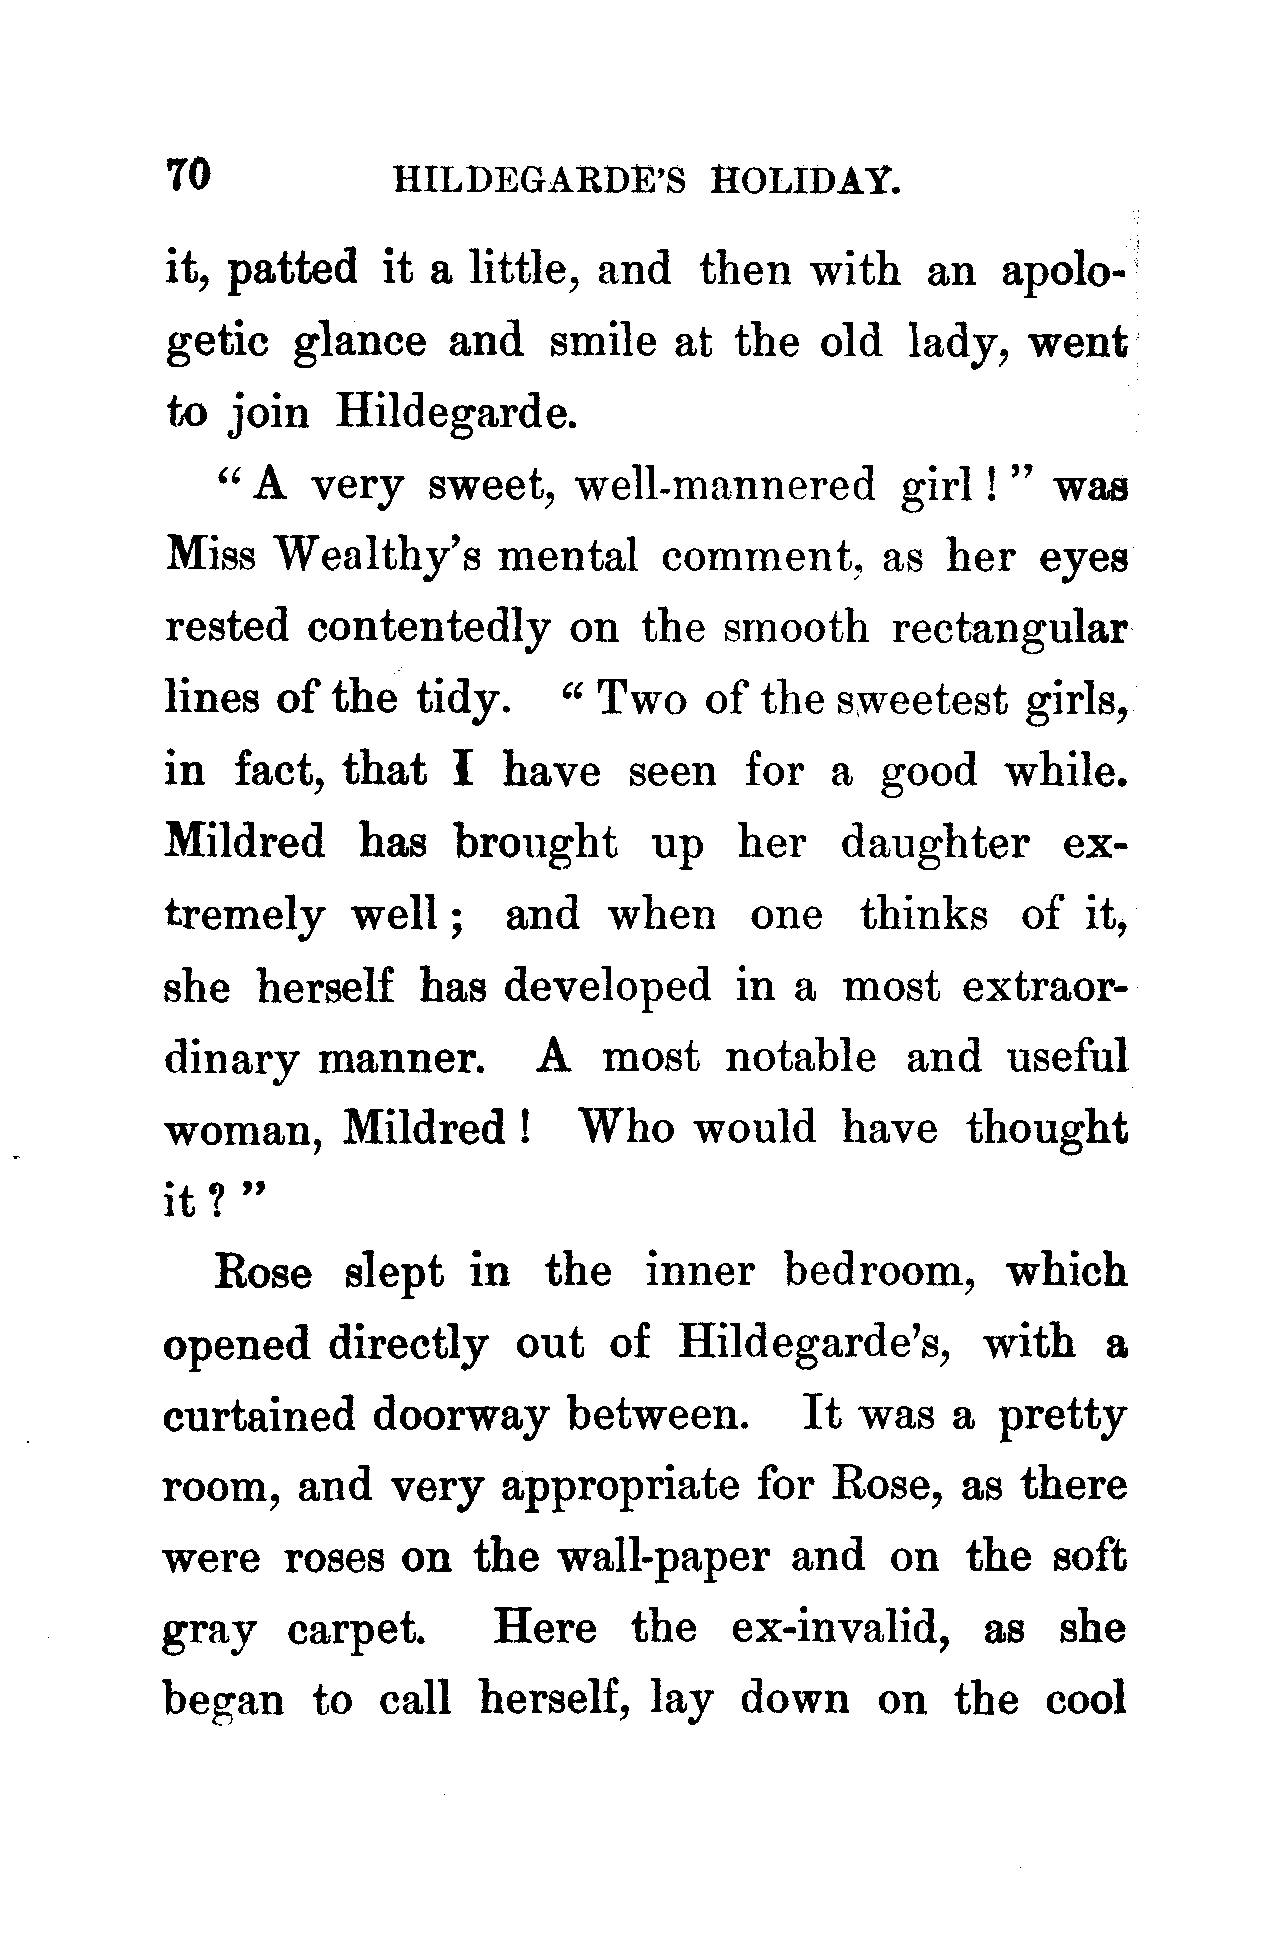 70 HILDEGARDE'S HOLIDAY.
it, patted it a little, and then with an apolo-
getic glance and smile at the old lady, went
to join Hildegarde.
"A very sweet, well-mannered girl!" was
Miss Wealthy's mental comment, as her eyes
rested contentedly on the smooth rectangular
lines of the tidy. "Two of the sweetest girls,
in fact, that I have seen for a good while.
Mildred has brought up her daughter ex-
tremely well; and when one thinks of it,
she herself has developed in a most extraor-
dinary manner. A most notable and useful
woman, Mildred! Who would have thought
it?"
Rose slept in the inner bedroom, which
opened directly out of Hildegarde's, with a
curtained doorway between. It was a pretty
room, and very appropriate for Rose, as there
were roses on the wall-paper and on the soft
gray carpet. Here the ex-invalid, as she
began to call herself, lay down on the cool